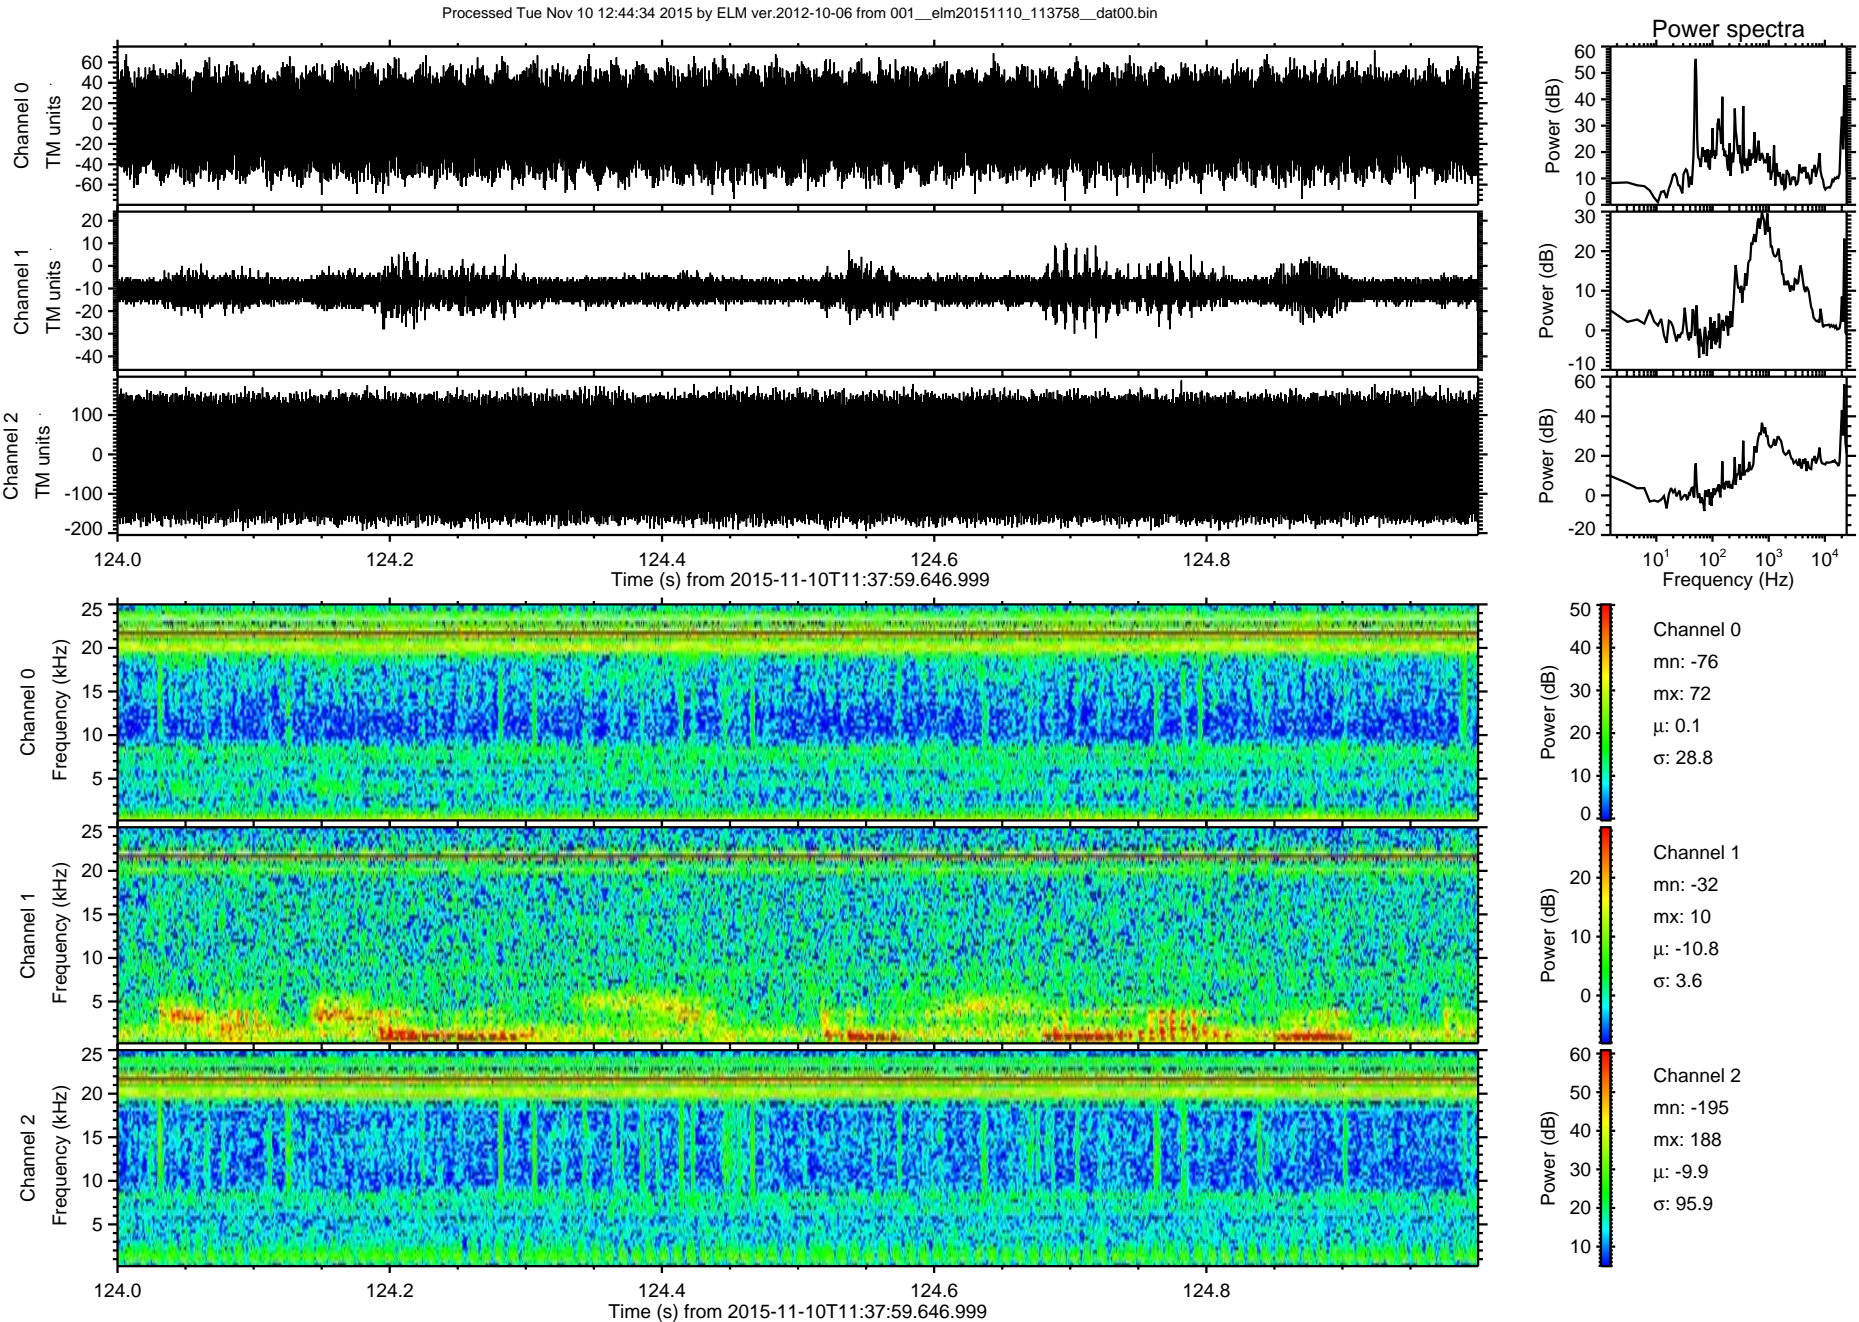 Processed Tue Nov 10 12:44:34 2015 by ELM ver.2012-10-06 from 001__elm20151110_113758__dat00.bin
Power spectra
Channel 0
TM units
60
40
20
0
-20
-40
-60
Power (dB)
60
50
40
30
20
10
0
Channel 1
TM units
20
10
0
-10
-20
-30
-40
Power (dB)
30
20
10
0
-10
Channel 2
TM units
100
0
-100
-200
Power (dB)
60
40
20
0
-20
124.0 124.2 124.4 124.6 124.8
Time (s) from 2015-11-10T11:37:59.646.999
10¹ 10² 10³ 10⁴
Frequency (Hz)
Channel 0
Frequency (kHz)
25
20
15
10
5
Power (dB)
50
40
30
20
10
0
Channel 0
mn: -76
mx: 72
μ: 0.1
σ: 28.8
Channel 1
Frequency (kHz)
25
20
15
10
5
Power (dB)
20
10
0
Channel 1
mn: -32
mx: 10
μ: -10.8
σ: 3.6
Channel 2
Frequency (kHz)
25
20
15
10
5
Power (dB)
60
50
40
30
20
10
Channel 2
mn: -195
mx: 188
μ: -9.9
σ: 95.9
124.0 124.2 124.4 124.6 124.8
Time (s) from 2015-11-10T11:37:59.646.999